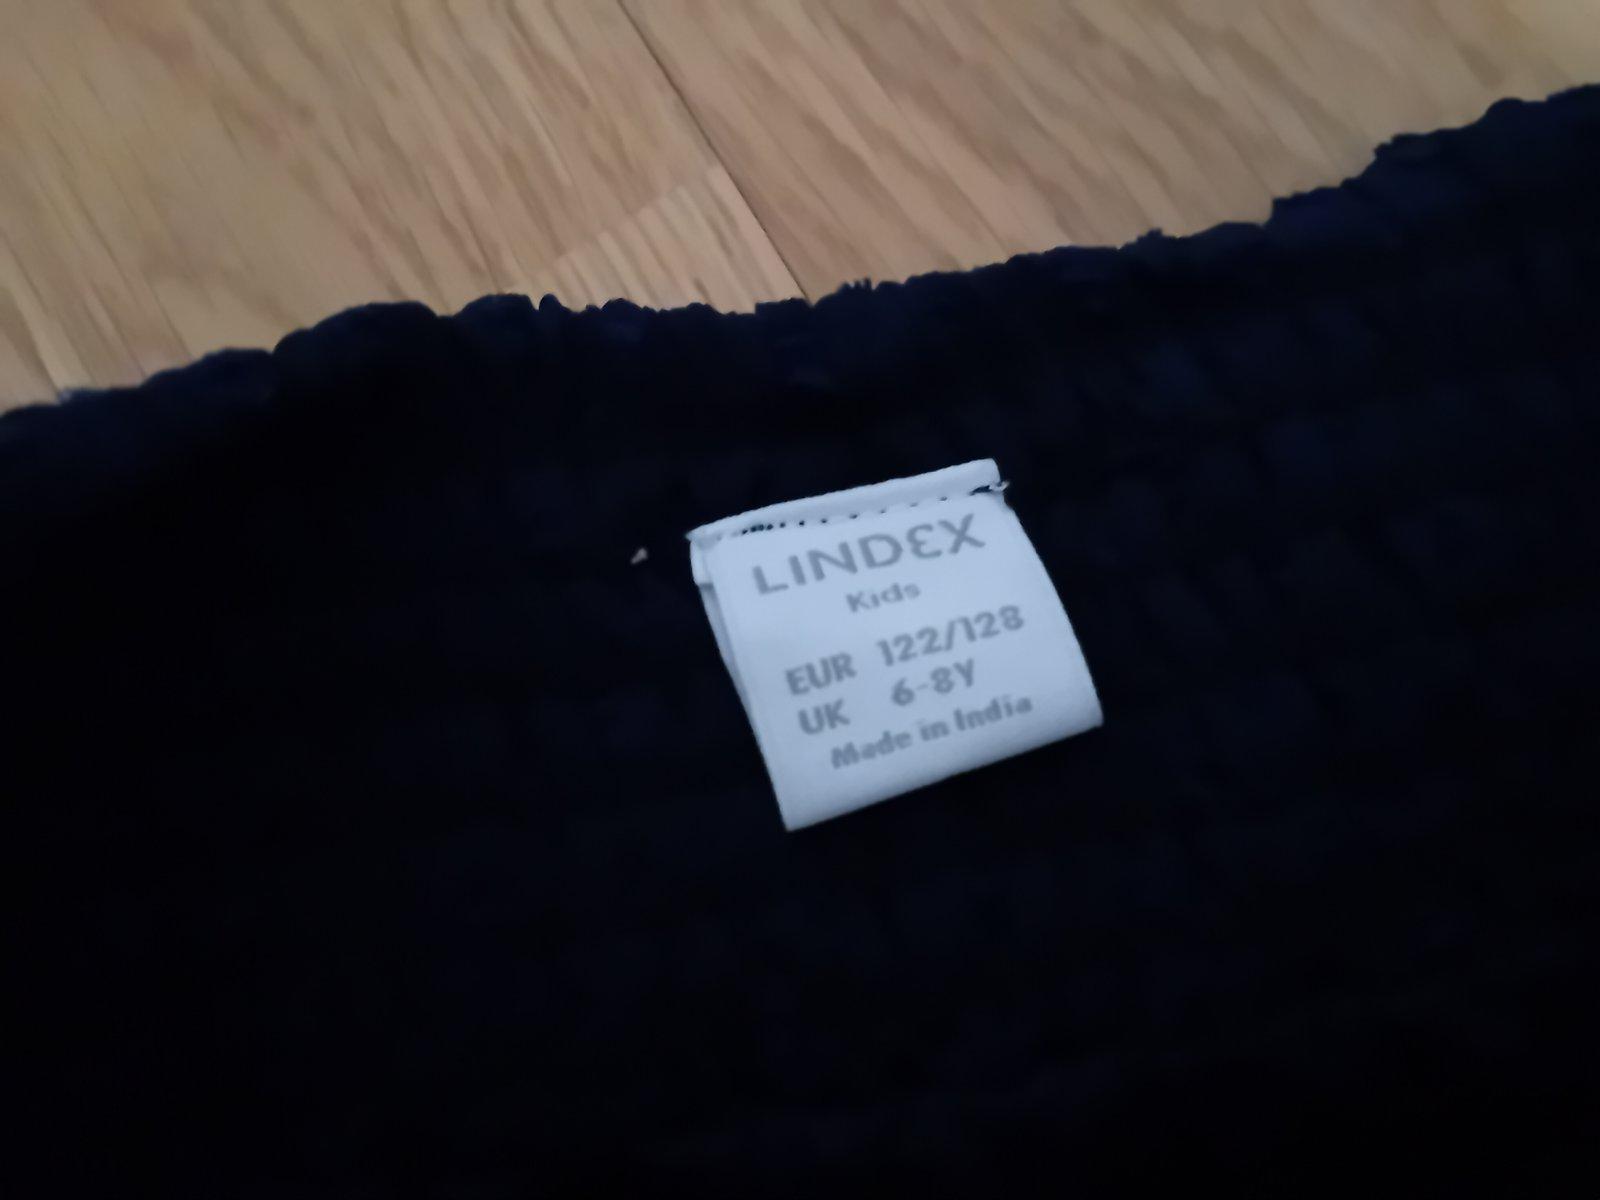 LINDEX
Kids
EUR 122/128
UK 6-8Y
Made in India